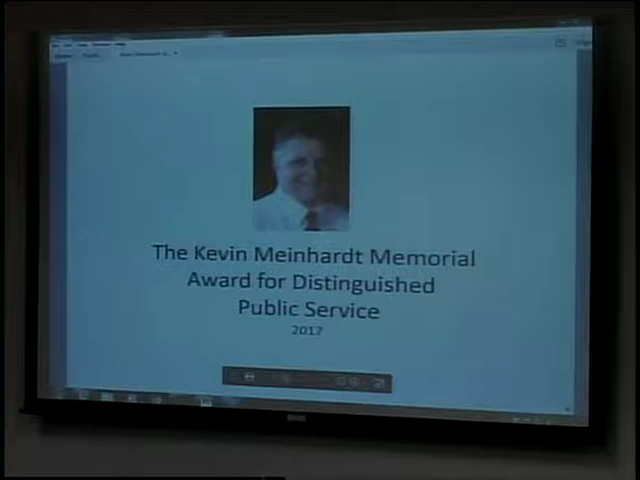 The Kevin Meinhardt Memorial
Award for Distinguished
Public Service
2017